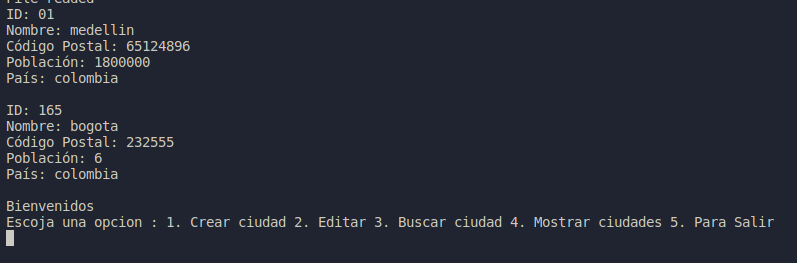 File readed
ID: 01
Nombre: medellin
Código Postal: 65124896
Población: 1800000
País: colombia
ID: 165
Nombre: bogota
Código Postal: 232555
Población: 6
País: colombia
Bienvenidos
Escoja una opcion : 1. Crear ciudad 2. Editar 3. Buscar ciudad 4. Mostrar ciudades 5. Para Salir